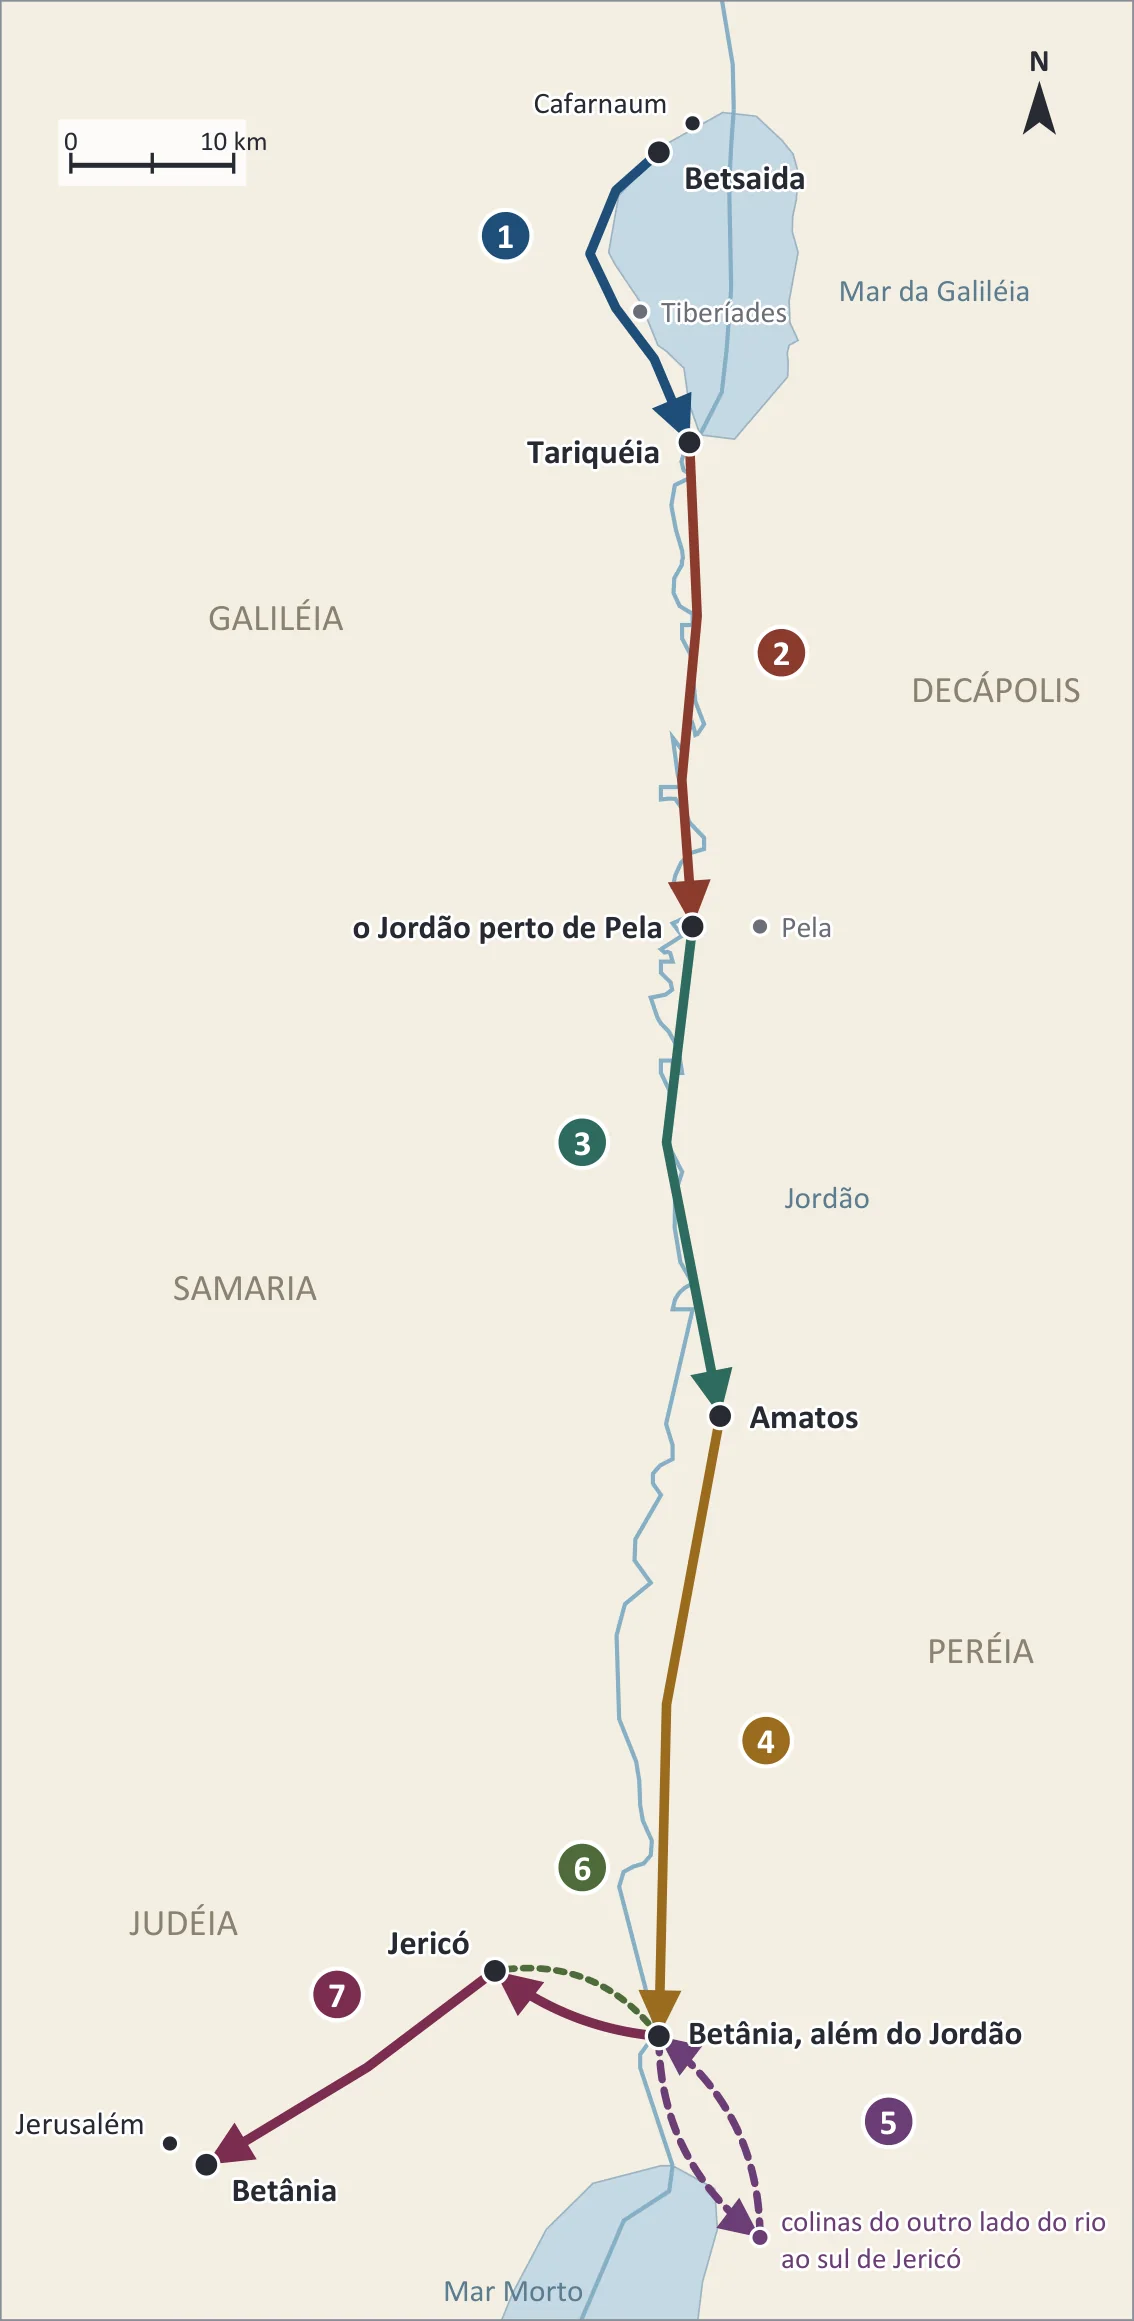 N
Cafarnaum
0 10 km
Betsaida
1
Mar da Galiléia
Tiberíades
Tariquéia
GALILÉIA
2
DECÁPOLIS
o Jordão perto de Pela
Pela
3
Jordão
SAMARIA
Amatos
PERÉIA
4
6
JUDÉIA
Jericó
7
Betânia, além do Jordão
5
Jerusalém
Betânia
colinas do outro lado do rio
ao sul de Jericó
Mar Morto